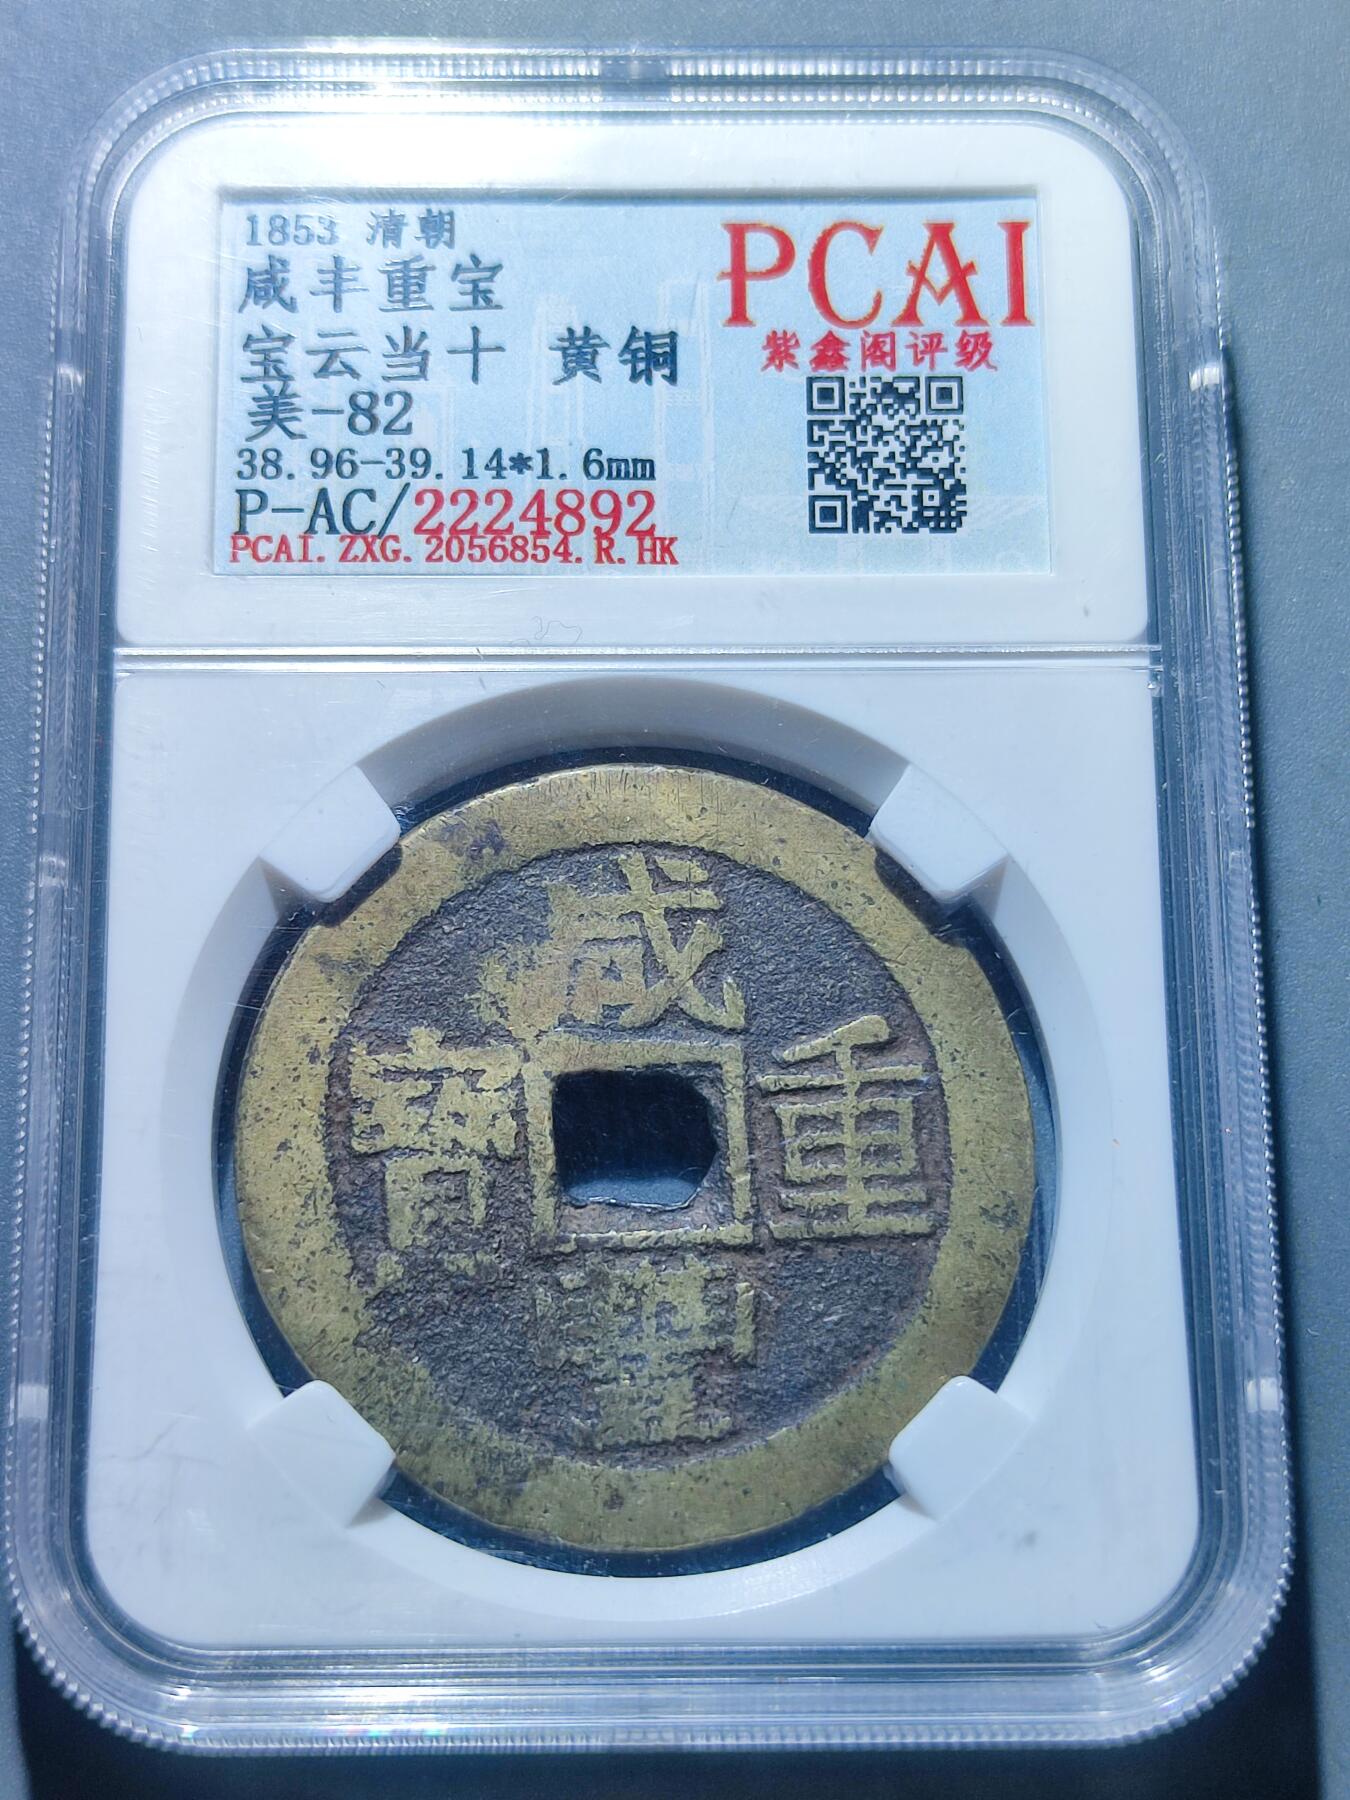 1853 清朝
咸丰重宝
宝云当十 黄铜
美-82
38.96-39.14*1.6mm
P-AC/2224892
PCAI.ZXG.2056854.R.HK
PCAI
紫鑫阁评级
咸
重
寳
豐